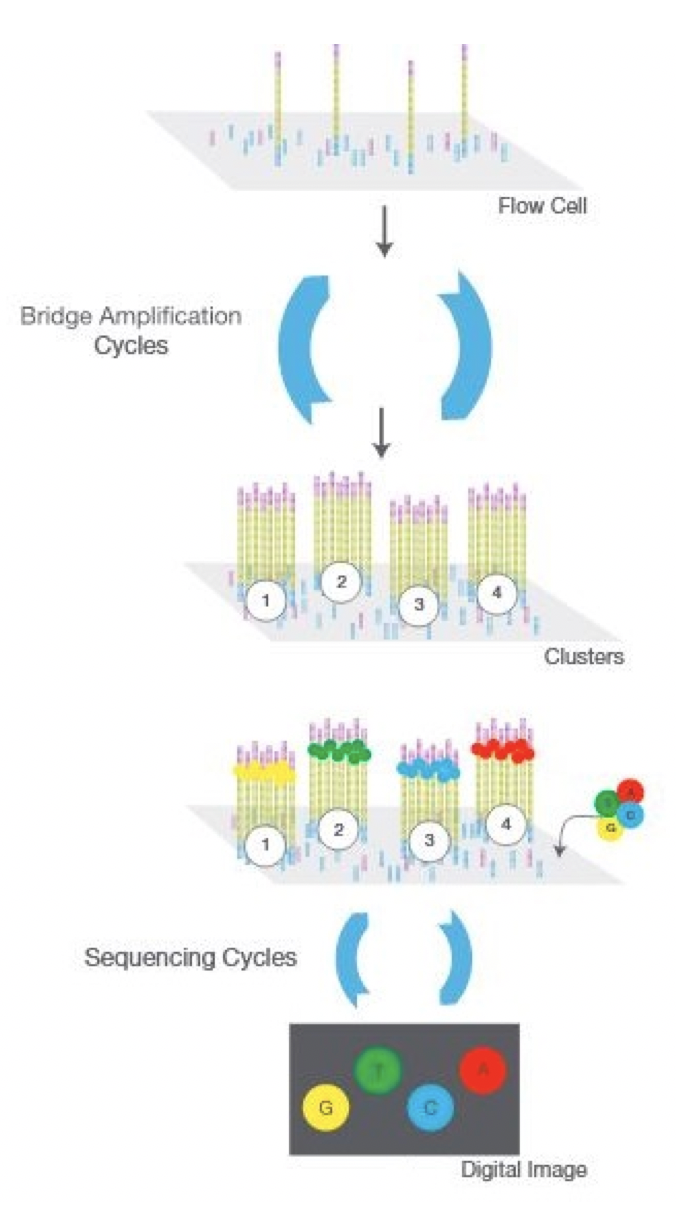 Flow Cell
Bridge Amplification
Cycles
1
2
3
4
Clusters
A
C
G
1
2
3
4
Sequencing Cycles
T
A
G
C
Digital Image